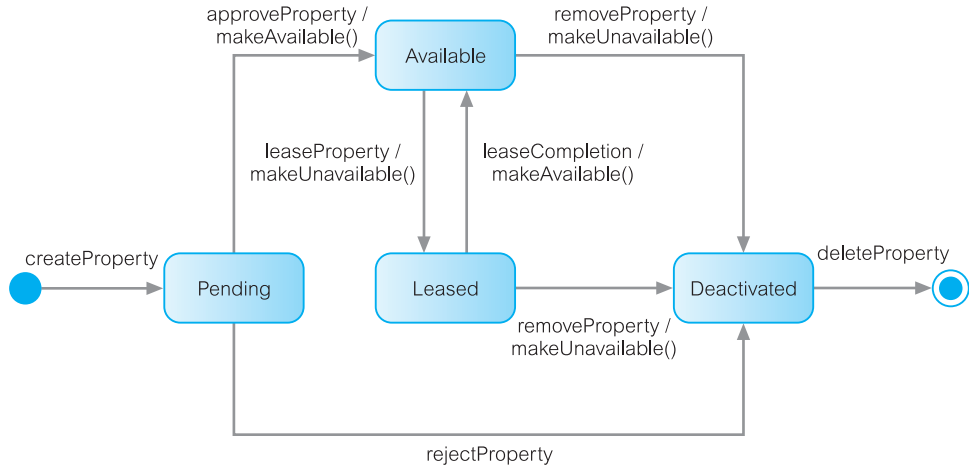 approveProperty /
makeAvailable()
removeProperty /
makeUnavailable()
Available
leaseProperty /
makeUnavailable()
leaseCompletion /
makeAvailable()
createProperty
deleteProperty
Pending
Leased
Deactivated
removeProperty /
makeUnavailable()
rejectProperty